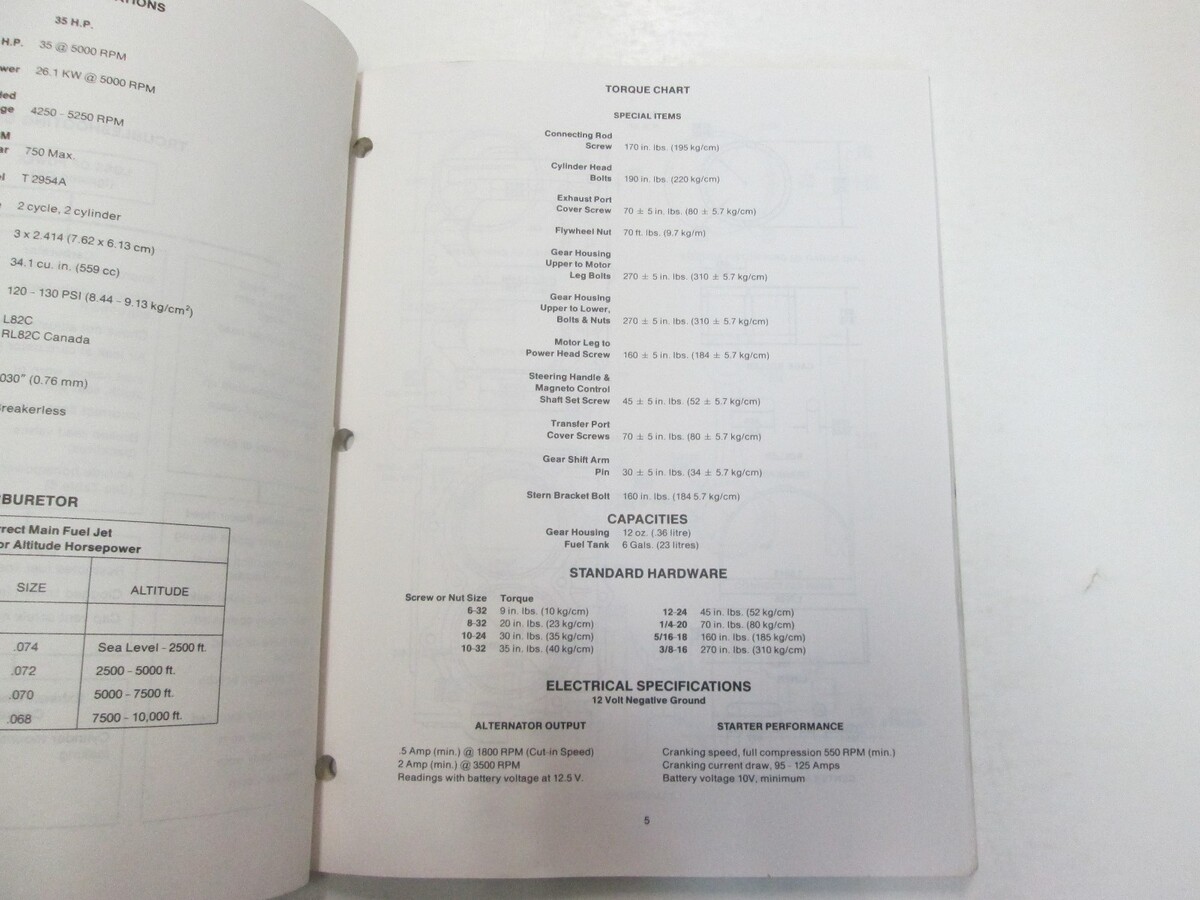 35 H.P.
H.P. 35 @ 5000 RPM
26.1 KW @ 5000 RPM
4250 - 5250 RPM
750 Max.
T 2954A
2 cycle, 2 cylinder
3 x 2.414 (7.62 x 6.13 cm)
34.1 cu. in. (559 cc)
120 - 130 PSI (8.44 - 9.13 kg/cm²)
L82C
RL82C Canada
030" (0.76 mm)
reakerless
BURETOR
rect Main Fuel Jet
or Altitude Horsepower
SIZE ALTITUDE
.074 Sea Level - 2500 ft.
.072 2500 - 5000 ft.
.070 5000 - 7500 ft.
.068 7500 - 10,000 ft.
TORQUE CHART
SPECIAL ITEMS
Connecting Rod
Screw 170 in. lbs. (195 kg/cm)
Cylinder Head
Bolts 190 in. lbs. (220 kg/cm)
Exhaust Port
Cover Screw 70 ± 5 in. lbs. (80 ± 5.7 kg/cm)
Flywheel Nut 70 ft. lbs. (9.7 kg/m)
Gear Housing
Upper to Motor
Leg Bolts 270 ± 5 in. lbs. (310 ± 5.7 kg/cm)
Gear Housing
Upper to Lower,
Bolts & Nuts 270 ± 5 in. lbs. (310 ± 5.7 kg/cm)
Motor Leg to
Power Head Screw 160 ± 5 in. lbs. (184 ± 5.7 kg/cm)
Steering Handle &
Magneto Control
Shaft Set Screw 45 ± 5 in. lbs. (52 ± 5.7 kg/cm)
Transfer Port
Cover Screws 70 ± 5 in. lbs. (80 ± 5.7 kg/cm)
Gear Shift Arm
Pin 30 ± 5 in. lbs. (34 ± 5.7 kg/cm)
Stern Bracket Bolt 160 in. lbs. (184 5.7 kg/cm)
CAPACITIES
Gear Housing 12 oz. (.36 litre)
Fuel Tank 6 Gals. (23 litres)
STANDARD HARDWARE
Screw or Nut Size Torque
6-32 9 in. lbs. (10 kg/cm) 12-24 45 in. lbs. (52 kg/cm)
8-32 20 in. lbs. (23 kg/cm) 1/4-20 70 in. lbs. (80 kg/cm)
10-24 30 in. lbs. (35 kg/cm) 5/16-18 160 in. lbs. (185 kg/cm)
10-32 35 in. lbs. (40 kg/cm) 3/8-16 270 in. lbs. (310 kg/cm)
ELECTRICAL SPECIFICATIONS
12 Volt Negative Ground
ALTERNATOR OUTPUT
.5 Amp (min.) @ 1800 RPM (Cut-in Speed)
2 Amp (min.) @ 3500 RPM
Readings with battery voltage at 12.5 V.
STARTER PERFORMANCE
Cranking speed, full compression 550 RPM (min.)
Cranking current draw, 95 - 125 Amps
Battery voltage 10V, minimum
5